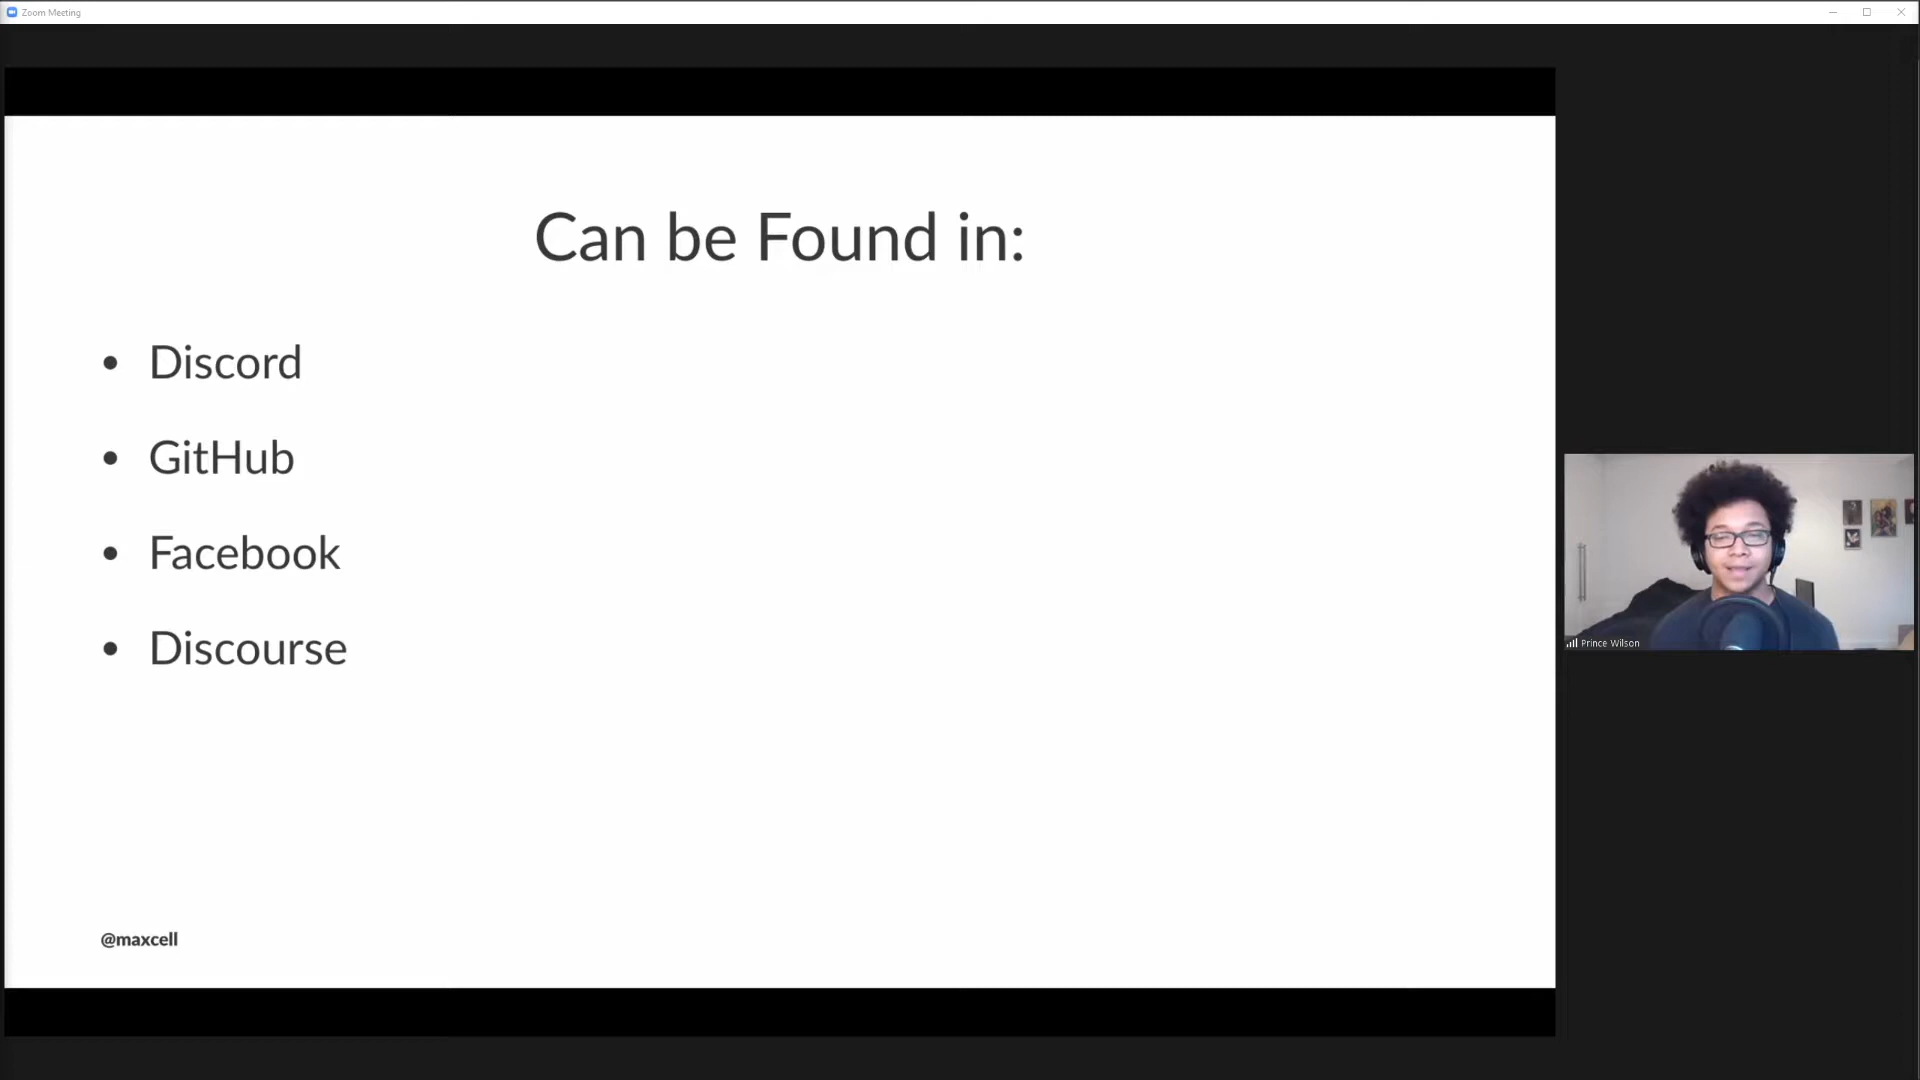 Zoom Meeting
Can be Found in:
• Discord
• GitHub
• Facebook
• Discourse
Prince Wilson
@maxcell